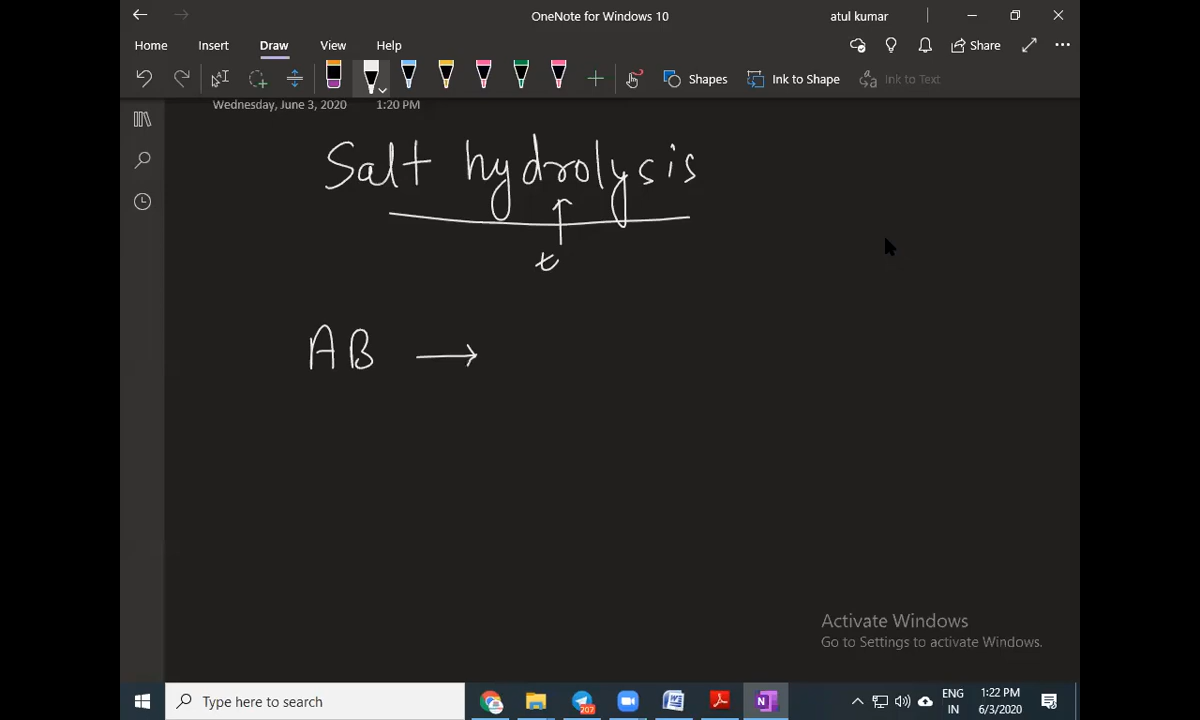 OneNote for Windows 10
atul kumar
Home Insert Draw View Help
Share
Shapes Ink to Shape Ink to Text
Wednesday, June 3, 2020 1:20 PM
Salt hydrolysis
t
AB →
Activate Windows
Go to Settings to activate Windows.
Type here to search
207
ENG
IN
1:22 PM
6/3/2020